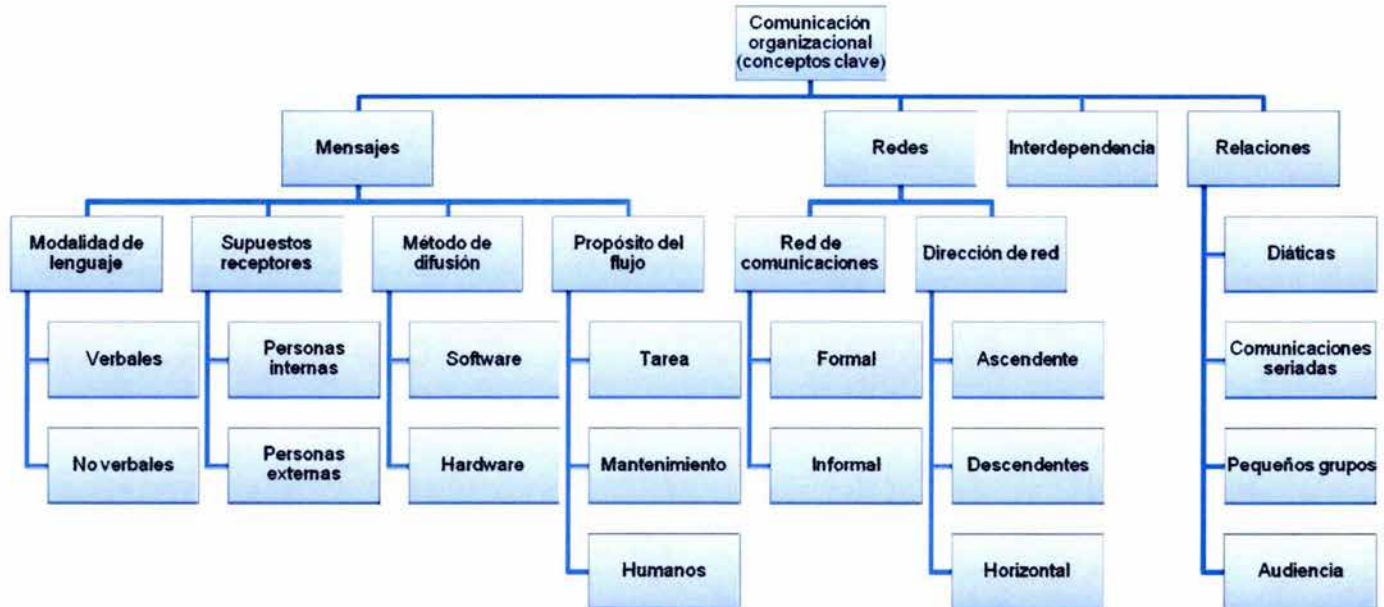 Comunicación
organizacional
(conceptos clave)
Mensajes
Redes
Interdependencia
Relaciones
Modalidad de
lenguaje
Supuestos
receptores
Método de
difusión
Propósito del
flujo
Red de
comunicaciones
Dirección de red
Diáticas
Verbales
Personas
internas
Software
Tarea
Formal
Ascendente
Comunicaciones
seriadas
No verbales
Personas
externas
Hardware
Mantenimiento
Informal
Descendentes
Pequeños grupos
Humanos
Horizontal
Audiencia